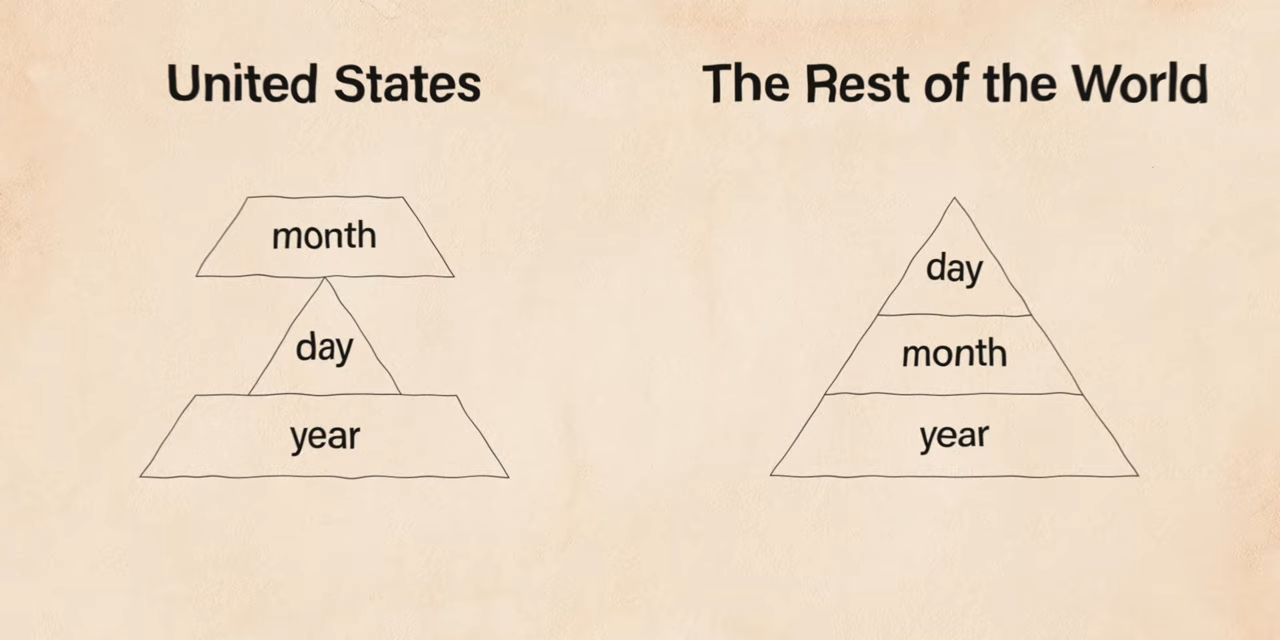 United States
month
day
year
The Rest of the World
day
month
year